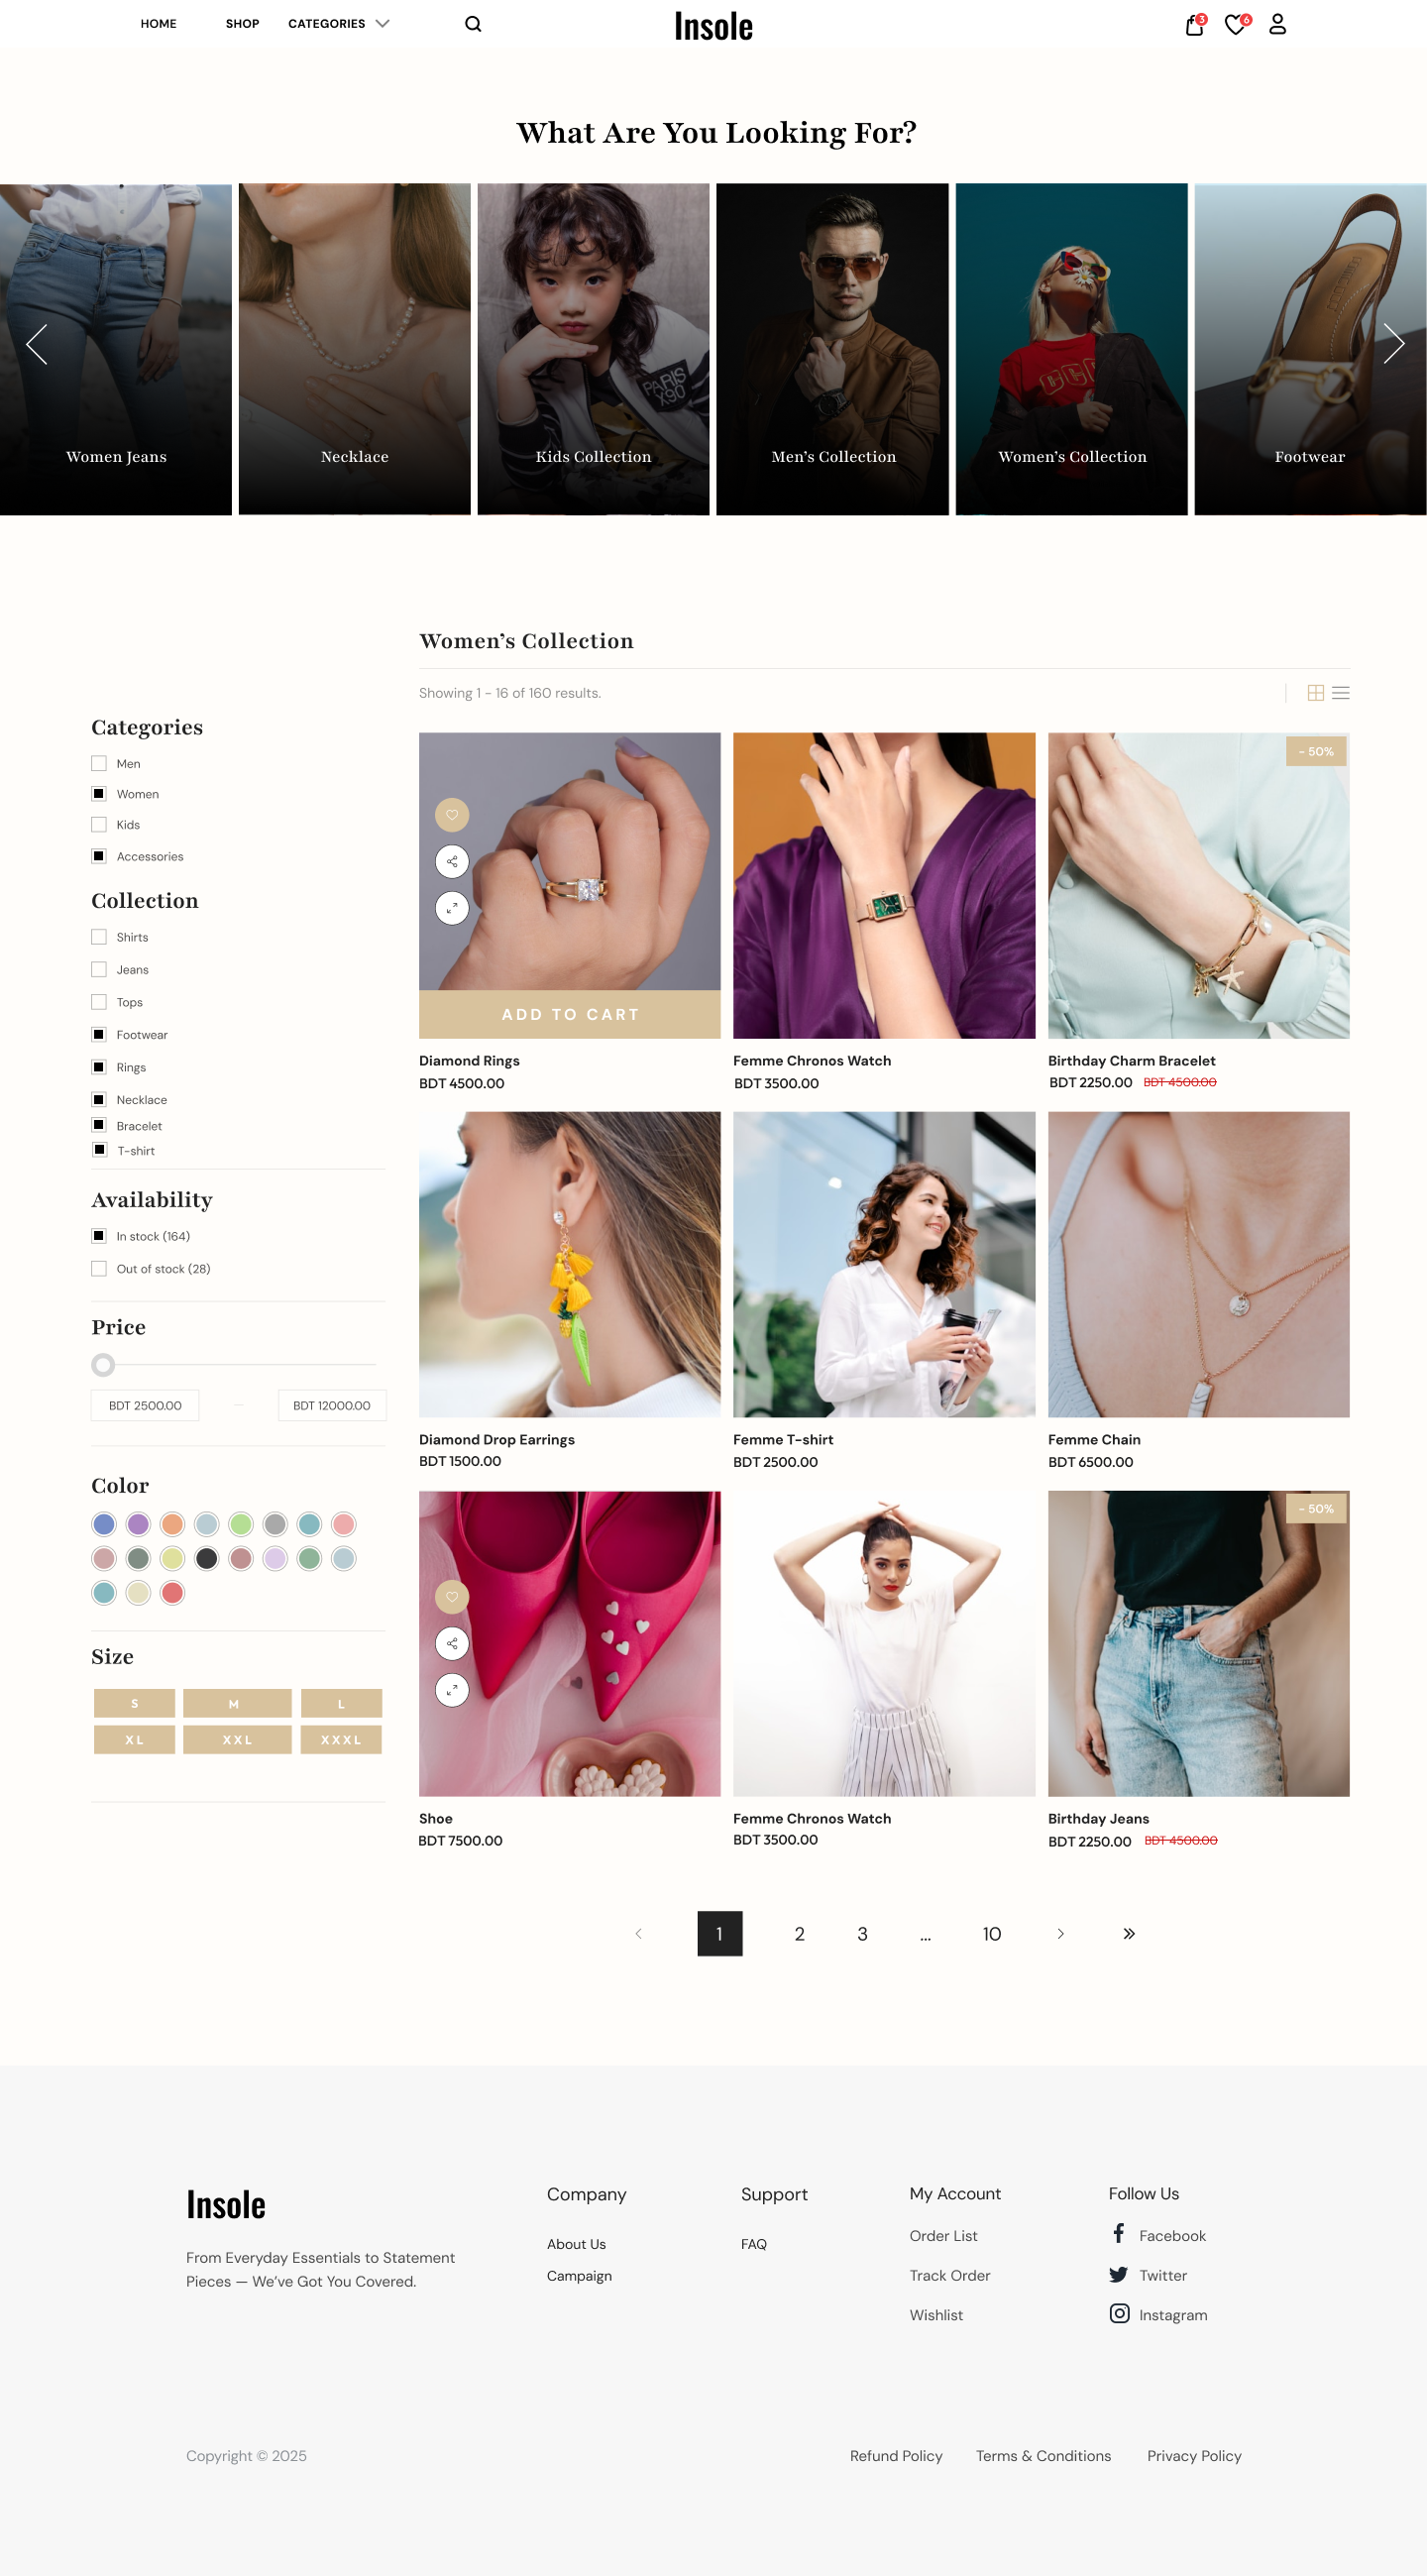 HOME SHOP CATEGORIES Insole 3 6
What Are You Looking For?
PARIS
X90
Women Jeans Necklace Kids Collection Men’s Collection Women’s Collection Footwear
Women’s Collection
Showing 1 - 16 of 160 results.
Categories
Men
Women
Kids
Accessories
Collection
Shirts
Jeans
Tops
Footwear
Rings
Necklace
Bracelet
T-shirt
Availability
In stock (164)
Out of stock (28)
Price
BDT 2500.00 — BDT 12000.00
Color
Size
S M L
XL XXL XXXL
- 50%
ADD TO CART
Diamond Rings Femme Chronos Watch Birthday Charm Bracelet
BDT 4500.00 BDT 3500.00 BDT 2250.00 BDT 4500.00
Diamond Drop Earrings Femme T-shirt Femme Chain
BDT 1500.00 BDT 2500.00 BDT 6500.00
- 50%
Shoe Femme Chronos Watch Birthday Jeans
BDT 7500.00 BDT 3500.00 BDT 2250.00 BDT 4500.00
1 2 3 ... 10
Insole
From Everyday Essentials to Statement
Pieces — We’ve Got You Covered.
Company
About Us
Campaign
Support
FAQ
My Account
Order List
Track Order
Wishlist
Follow Us
Facebook
Twitter
Instagram
Copyright © 2025 Refund Policy Terms & Conditions Privacy Policy